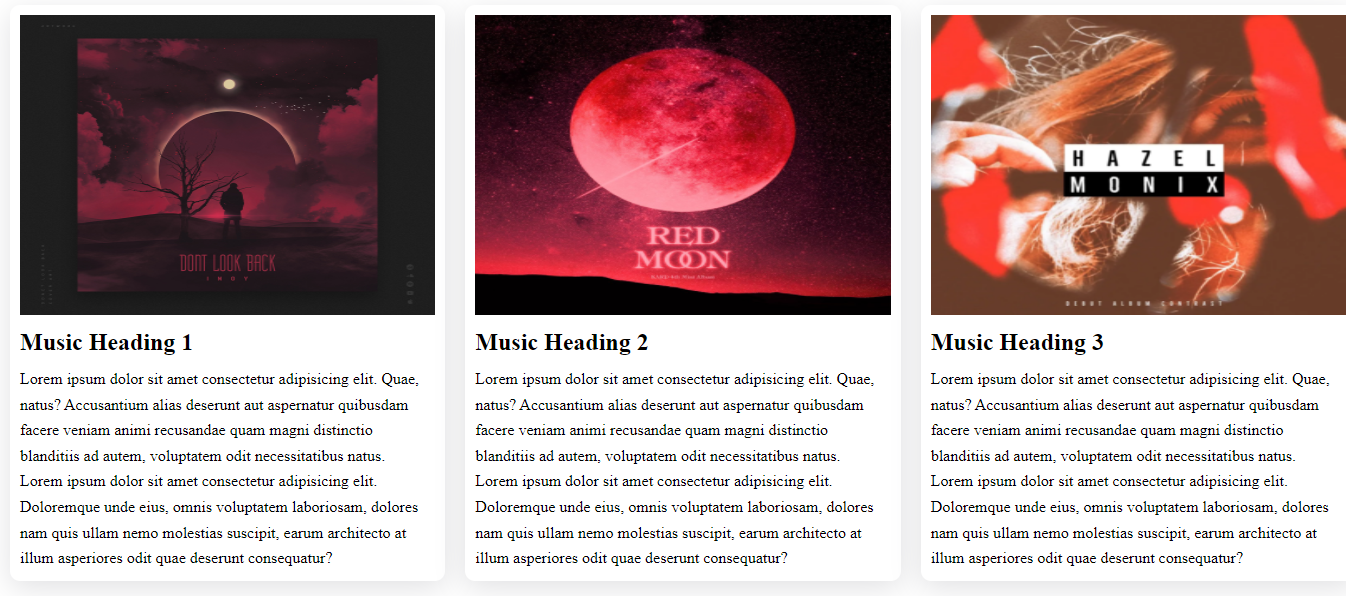 DONT LOOK BACK
INOY
RED
MOON
KARD 4th Mini Album
HAZEL
MONIX
DEBUT ALBUM CONTRAST
Music Heading 1
Lorem ipsum dolor sit amet consectetur adipisicing elit. Quae,
natus? Accusantium alias deserunt aut aspernatur quibusdam
facere veniam animi recusandae quam magni distinctio
blanditiis ad autem, voluptatem odit necessitatibus natus.
Lorem ipsum dolor sit amet consectetur adipisicing elit.
Doloremque unde eius, omnis voluptatem laboriosam, dolores
nam quis ullam nemo molestias suscipit, earum architecto at
illum asperiores odit quae deserunt consequatur?
Music Heading 2
Lorem ipsum dolor sit amet consectetur adipisicing elit. Quae,
natus? Accusantium alias deserunt aut aspernatur quibusdam
facere veniam animi recusandae quam magni distinctio
blanditiis ad autem, voluptatem odit necessitatibus natus.
Lorem ipsum dolor sit amet consectetur adipisicing elit.
Doloremque unde eius, omnis voluptatem laboriosam, dolores
nam quis ullam nemo molestias suscipit, earum architecto at
illum asperiores odit quae deserunt consequatur?
Music Heading 3
Lorem ipsum dolor sit amet consectetur adipisicing elit. Quae,
natus? Accusantium alias deserunt aut aspernatur quibusdam
facere veniam animi recusandae quam magni distinctio
blanditiis ad autem, voluptatem odit necessitatibus natus.
Lorem ipsum dolor sit amet consectetur adipisicing elit.
Doloremque unde eius, omnis voluptatem laboriosam, dolores
nam quis ullam nemo molestias suscipit, earum architecto at
illum asperiores odit quae deserunt consequatur?